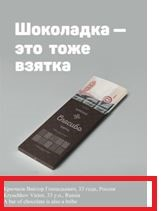 Шоколадка —
это тоже
взятка
Спасибо
Крючков Виктор Геннадьевич, 33 года, Россия
Kryuchkov Victor, 33 y.o., Russia
A bar of chocolate is also a bribe